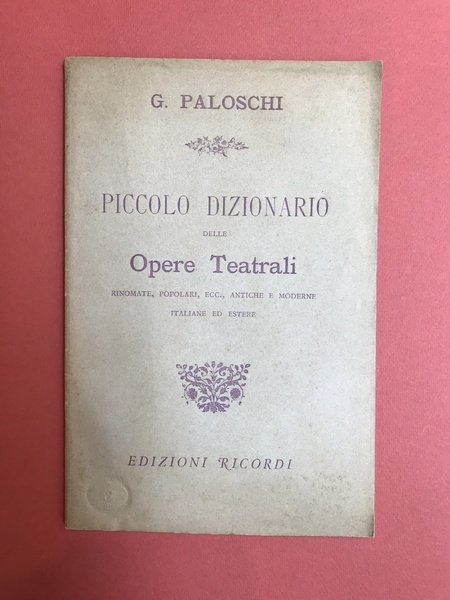 G. PALOSCHI
PICCOLO DIZIONARIO
DELLE
Opere Teatrali
RINOMATE, POPOLARI, ECC., ANTICHE E MODERNE
ITALIANE ED ESTERE
EDIZIONI RICORDI